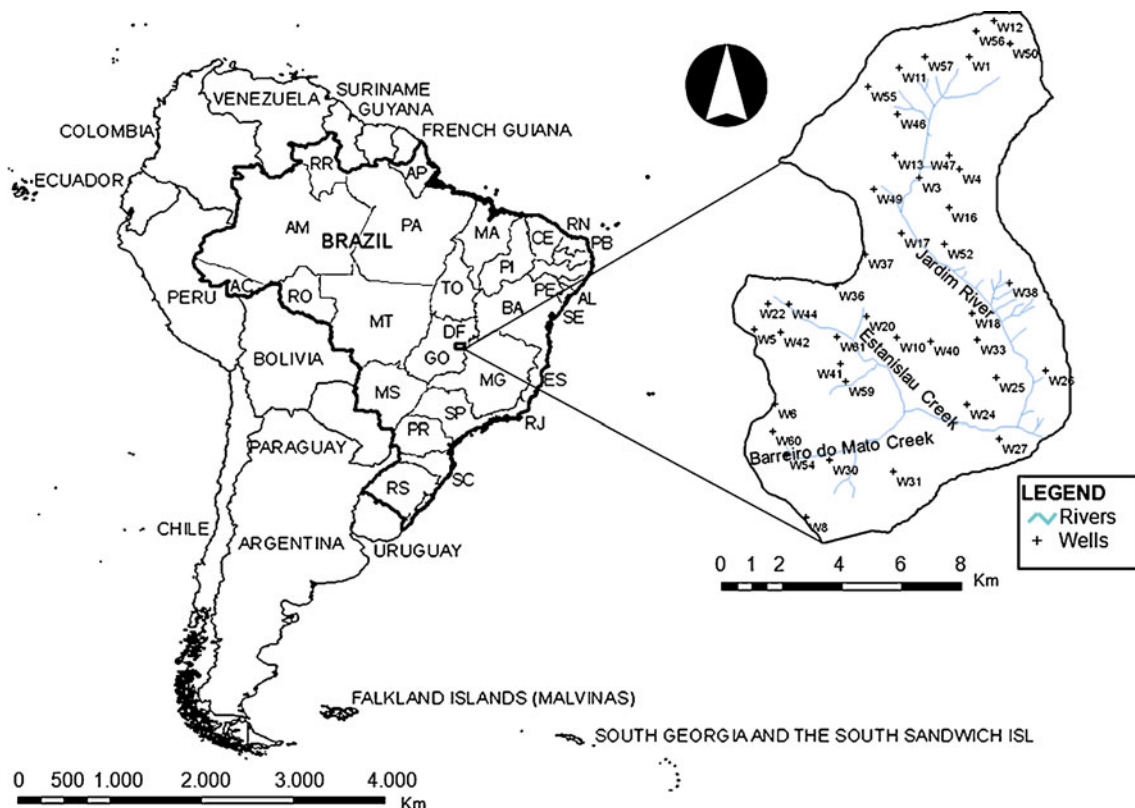 VENEZUELA
SURINAME
GUYANA
FRENCH GUIANA
COLOMBIA
ECUADOR
RR
AP
AM
PA
BRAZIL
MA
CE
RN
PB
PI
PE
AL
SE
AC
RO
TO
BA
PERU
MT
DF
GO
BOLIVIA
MG
ES
MS
SP
RJ
PARAGUAY
PR
SC
RS
CHILE
ARGENTINA
URUGUAY
FALKLAND ISLANDS (MALVINAS)
SOUTH GEORGIA AND THE SOUTH SANDWICH ISL
0 500 1.000 2.000 3.000 4.000
Km
W12
W56
W50
W57
W1
W11
W55
W46
W13
W47
W4
W3
W49
W16
W17
W52
W37
Jardim River
W38
W36
W22
W44
W20
W18
W5
W42
W61
W10
W40
W33
Estanislau Creek
W41
W59
W25
W26
W6
W24
W60
Barreiro do Mato Creek
W27
W54
W30
W31
W8
LEGEND
Rivers
Wells
0 2 4 6 8
Km